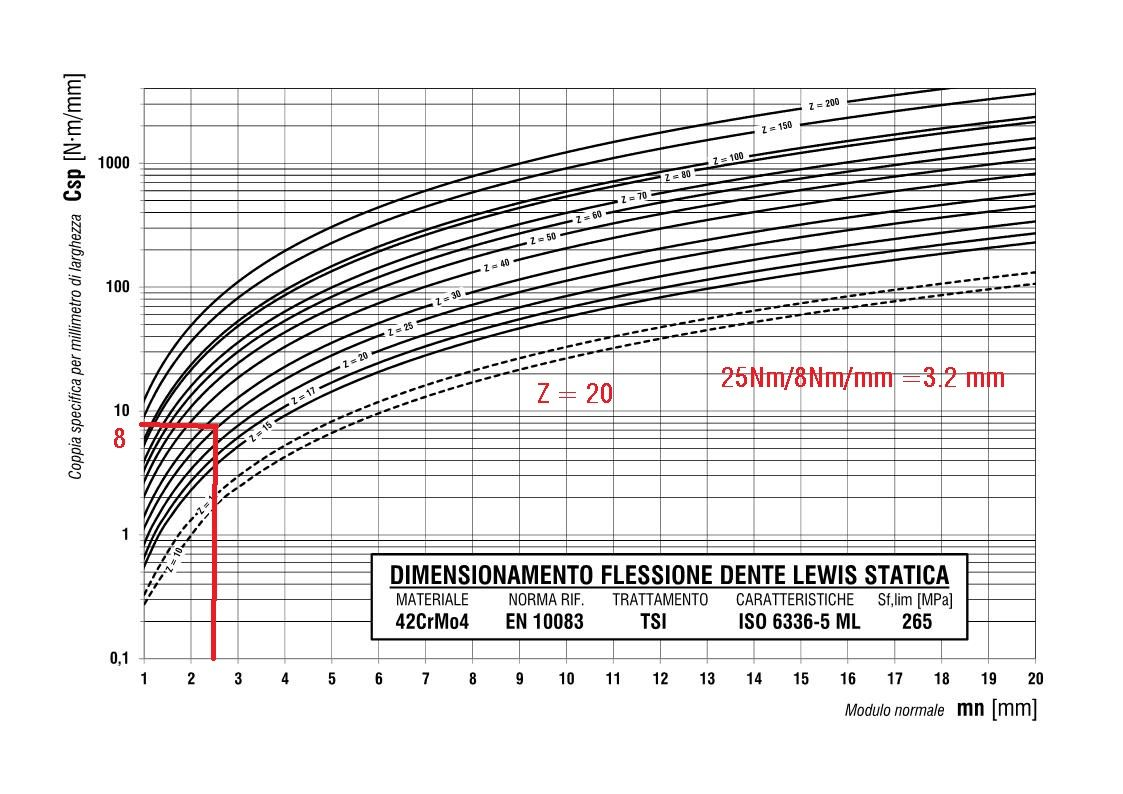 Coppia specifica per millimetro di larghezza Csp [N·m/mm]
1000
100
10
1
0,1
8
Z = 200
Z = 150
Z = 100
Z = 80
Z = 70
Z = 60
Z = 50
Z = 40
Z = 30
Z = 25
Z = 20
Z = 17
Z = 15
Z =
Z = 10
Z = 20
25Nm/8Nm/mm =3.2 mm
DIMENSIONAMENTO FLESSIONE DENTE LEWIS STATICA
MATERIALE NORMA RIF. TRATTAMENTO CARATTERISTICHE Sf,lim [MPa]
42CrMo4 EN 10083 TSI ISO 6336-5 ML 265
1 2 3 4 5 6 7 8 9 10 11 12 13 14 15 16 17 18 19 20
Modulo normale mn [mm]